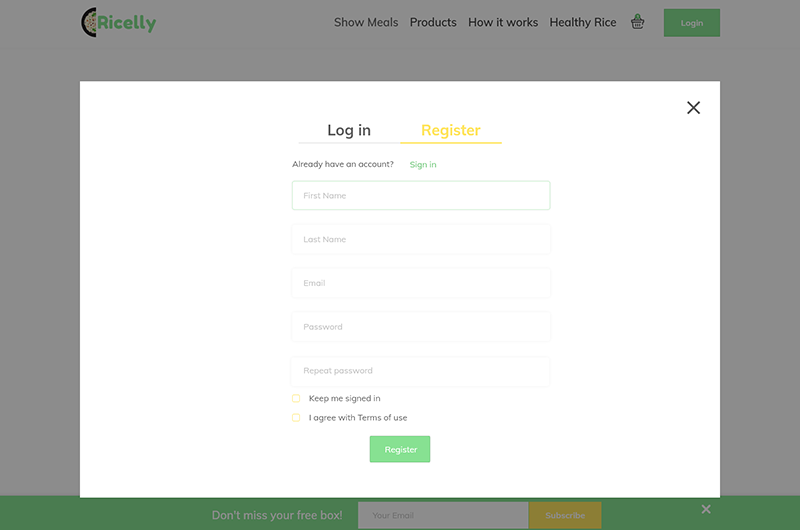 Ricelly
Show Meals Products How it works Healthy Rice Login
Log in Register
Already have an account? Sign in
First Name
Last Name
Email
Password
Repeat password
Keep me signed in
I agree with Terms of use
Register
Don't miss your free box! Your Email Subscribe